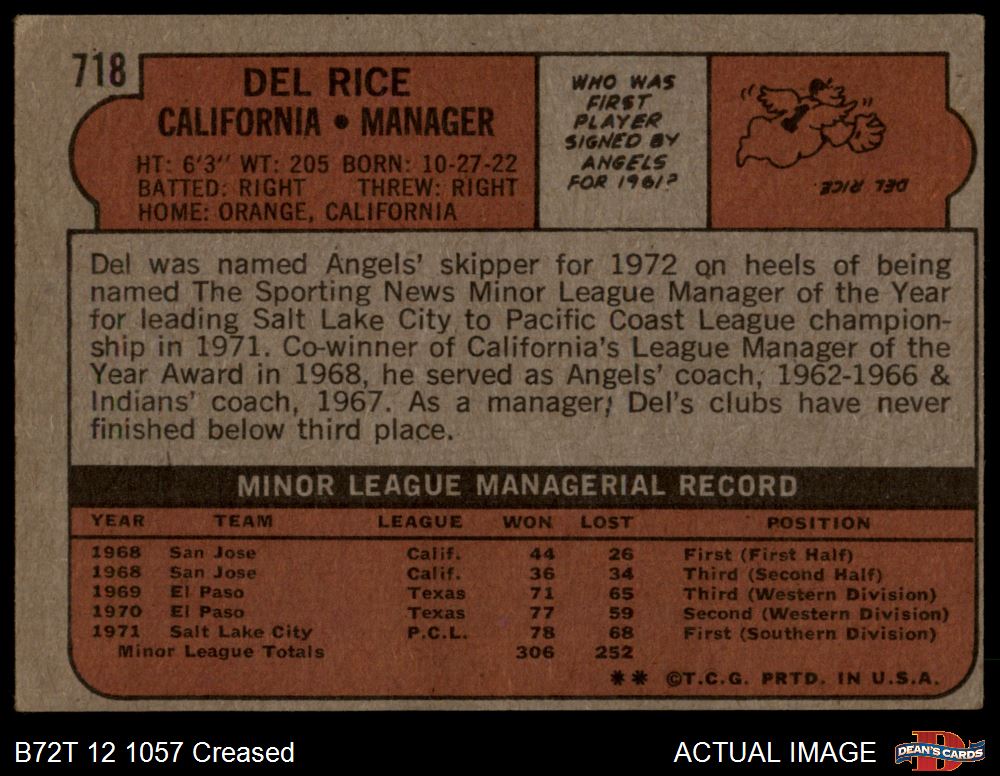 718
DEL RICE
CALIFORNIA • MANAGER
HT: 6'3" WT: 205 BORN: 10-27-22
BATTED: RIGHT THREW: RIGHT
HOME: ORANGE, CALIFORNIA
WHO WAS
FIRST
PLAYER
SIGNED BY
ANGELS
FOR 1961?
DEL RICE.
Del was named Angels' skipper for 1972 on heels of being
named The Sporting News Minor League Manager of the Year
for leading Salt Lake City to Pacific Coast League champion-
ship in 1971. Co-winner of California's League Manager of the
Year Award in 1968, he served as Angels' coach, 1962-1966 &
Indians' coach, 1967. As a manager, Del's clubs have never
finished below third place.
MINOR LEAGUE MANAGERIAL RECORD
YEAR TEAM LEAGUE WON LOST POSITION
1968 San Jose Calif. 44 26 First (First Half)
1968 San Jose Calif. 36 34 Third (Second Half)
1969 El Paso Texas 71 65 Third (Western Division)
1970 El Paso Texas 77 59 Second (Western Division)
1971 Salt Lake City P.C.L. 78 68 First (Southern Division)
Minor League Totals 306 252
** ©T.C.G. PRTD. IN U.S.A.
B72T 12 1057 Creased
ACTUAL IMAGE
DEAN'S CARDS